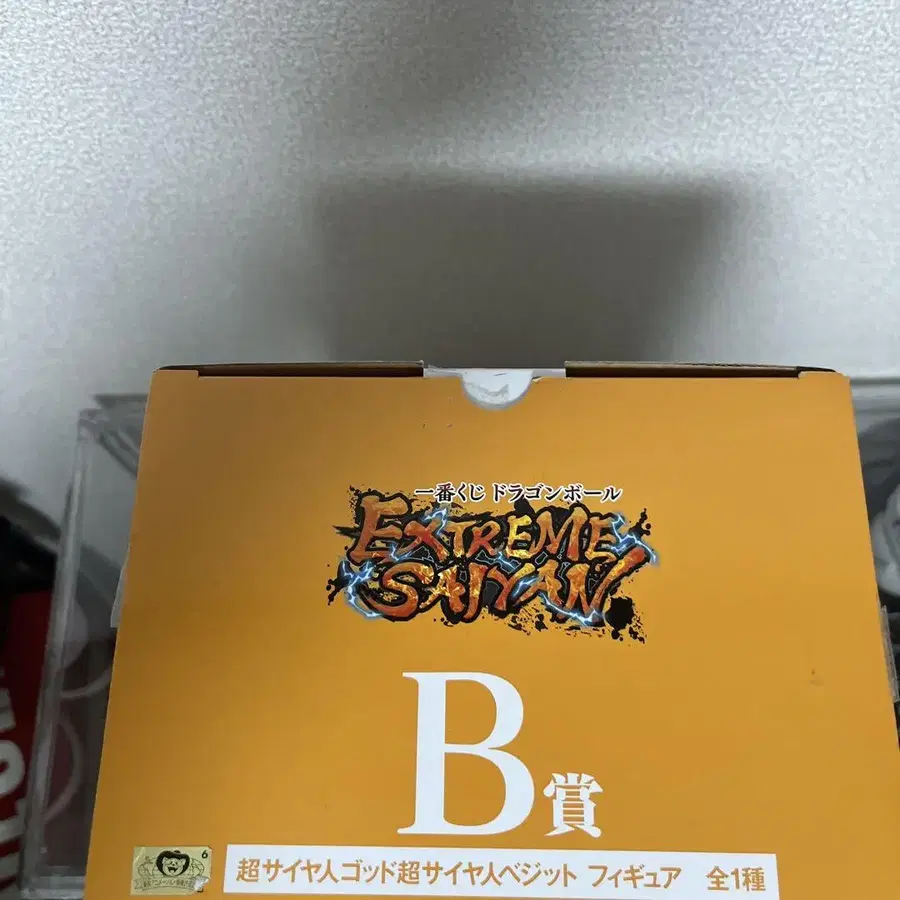 一番くじ ドラゴンボール
EXTREME
SAIYAN!
B賞
6
超サイヤ人ゴッド超サイヤ人ベジット フィギュア 全1種